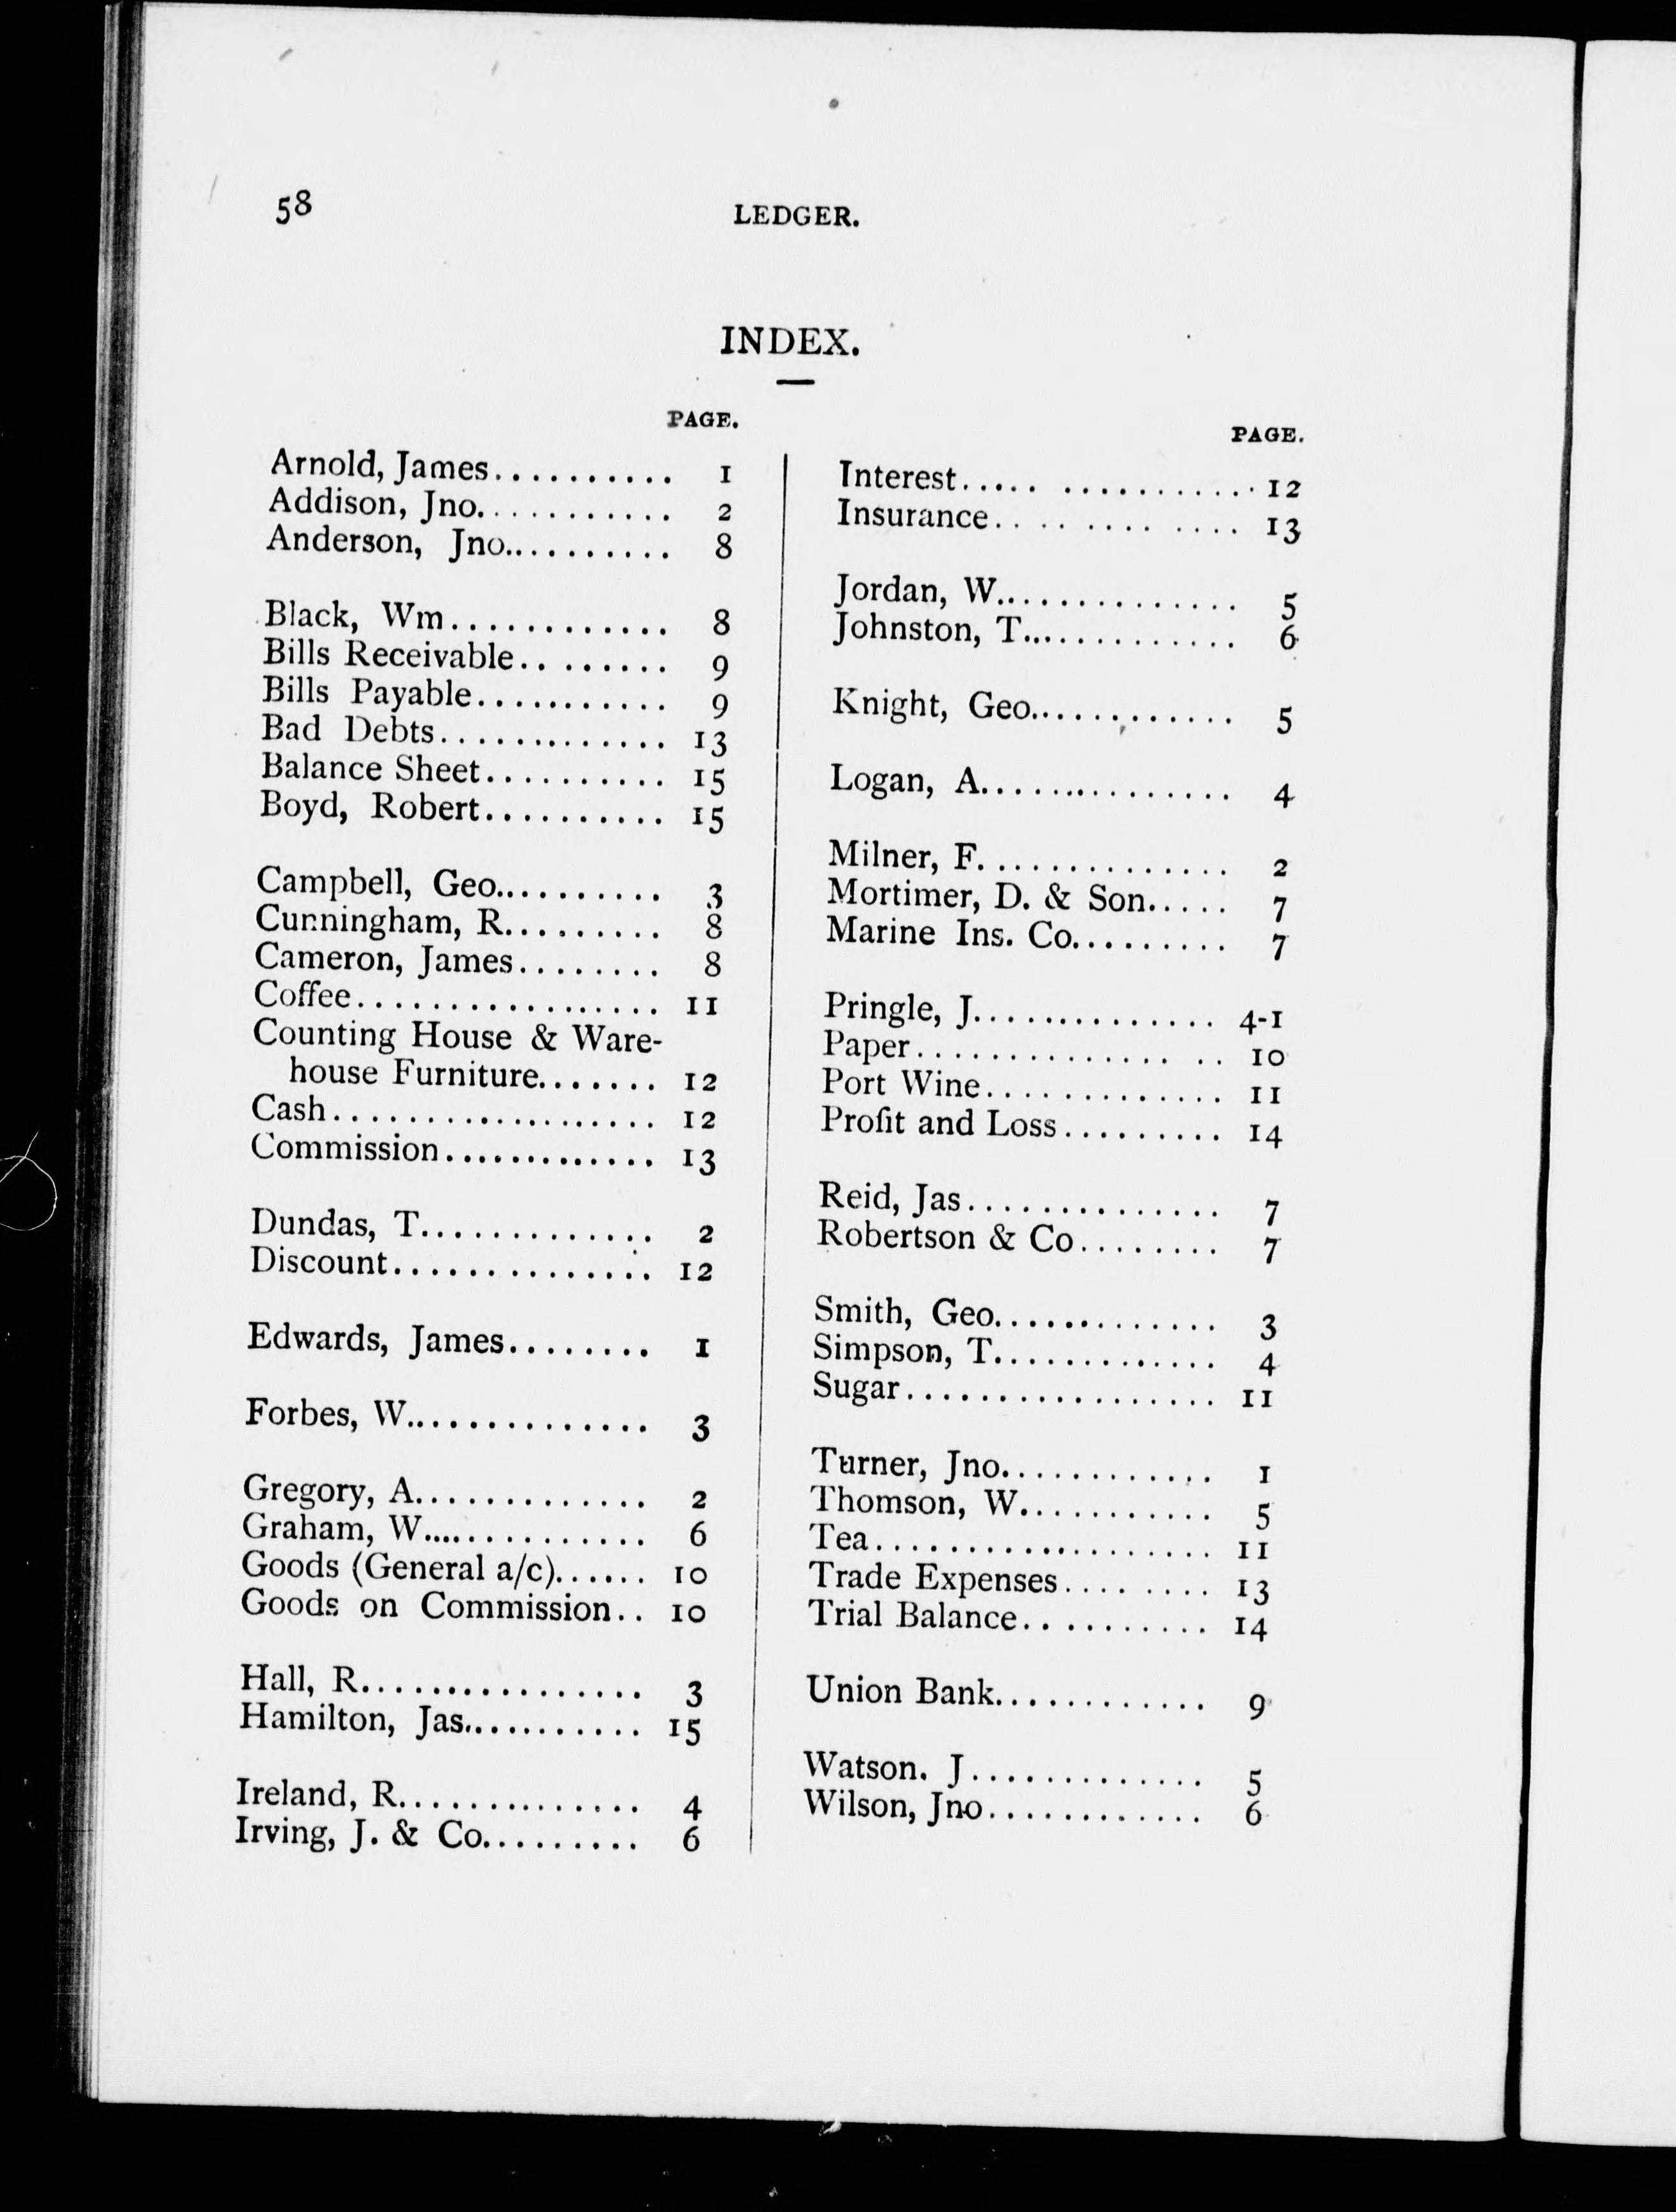 58
LEDGER.
INDEX.
PAGE.
Arnold, James.......... 1
Addison, Jno........... 2
Anderson, Jno.......... 8
Black, Wm............ 8
Bills Receivable........ 9
Bills Payable........... 9
Bad Debts............. 13
Balance Sheet.......... 15
Boyd, Robert.......... 15
Campbell, Geo.......... 3
Cunningham, R......... 8
Cameron, James........ 8
Coffee.................. 11
Counting House & Ware-
house Furniture....... 12
Cash................... 12
Commission............. 13
Dundas, T............. 2
Discount............... 12
Edwards, James........ 1
Forbes, W.............. 3
Gregory, A............. 2
Graham, W............. 6
Goods (General a/c)...... 10
Goods on Commission.. 10
Hall, R................ 3
Hamilton, Jas........... 15
Ireland, R.............. 4
Irving, J. & Co......... 6
PAGE.
Interest..... ........... 12
Insurance.... .... .... 13
Jordan, W.............. 5
Johnston, T............. 6
Knight, Geo............ 5
Logan, A.............. 4
Milner, F.............. 2
Mortimer, D. & Son..... 7
Marine Ins. Co......... 7
Pringle, J.............. 4-1
Paper.............. .. 10
Port Wine.............. 11
Profit and Loss......... 14
Reid, Jas.............. 7
Robertson & Co........ 7
Smith, Geo............. 3
Simpson, T............. 4
Sugar.................. 11
Turner, Jno............ 1
Thomson, W........... 5
Tea.................... 11
Trade Expenses......... 13
Trial Balance........... 14
Union Bank............ 9
Watson. J............. 5
Wilson, Jno............ 6